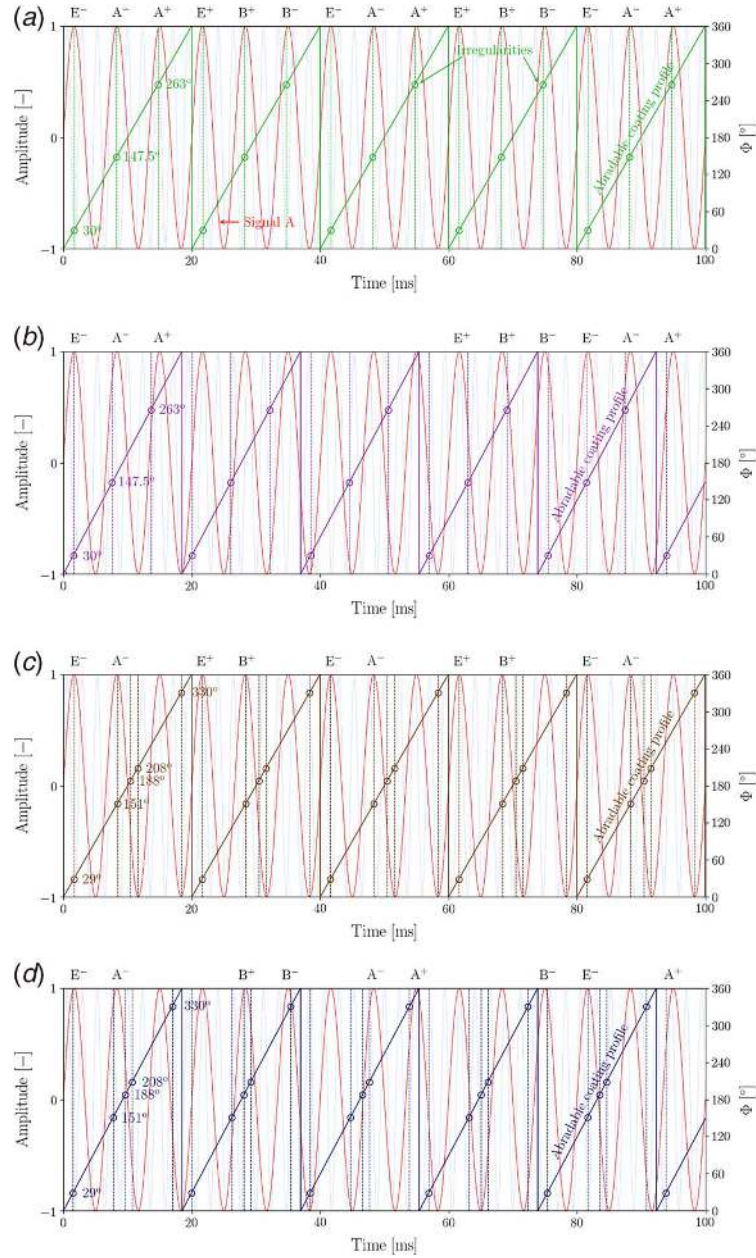 (a) E⁻ A⁻ A⁺ E⁺ B⁺ B⁻ E⁻ A⁻ A⁺ E⁺ B⁺ B⁻ E⁻ A⁻ A⁺
1 360
Irregularities 300
263° Abradable coating profile 240
Amplitude [−] 0 180 Φ [°]
147.5° 120
Signal A 60
30°
−1 0
0 20 40 60 80 100
Time [ms]
(b) E⁻ A⁻ A⁺ E⁺ B⁺ B⁻ E⁻ A⁻ A⁺
1 360
300
263° Abradable coating profile 240
Amplitude [−] 0 180 Φ [°]
147.5° 120
60
30°
−1 0
0 20 40 60 80 100
Time [ms]
(c) E⁻ A⁻ E⁺ B⁺ E⁻ A⁻ E⁺ B⁺ E⁻ A⁻
1 360
330° 300
Abradable coating profile 240
208°
Amplitude [−] 0 188° 180 Φ [°]
151° 120
60
29°
−1 0
0 20 40 60 80 100
Time [ms]
(d) E⁻ A⁻ B⁺ B⁻ A⁻ A⁺ B⁻ E⁻ A⁺
1 360
330° 300
Abradable coating profile 240
208°
Amplitude [−] 0 188° 180 Φ [°]
151° 120
60
29°
−1 0
0 20 40 60 80 100
Time [ms]